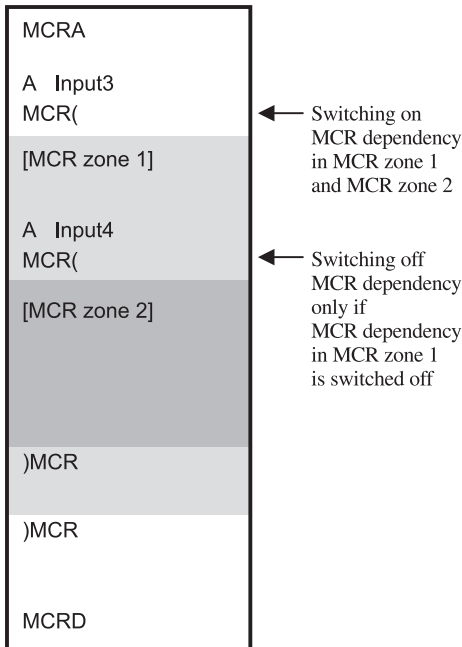 MCRA
A Input3
MCR(
Switching on
MCR dependency
in MCR zone 1
and MCR zone 2
[MCR zone 1]
A Input4
MCR(
Switching off
MCR dependency
only if
MCR dependency
in MCR zone 1
is switched off
[MCR zone 2]
)MCR
)MCR
MCRD